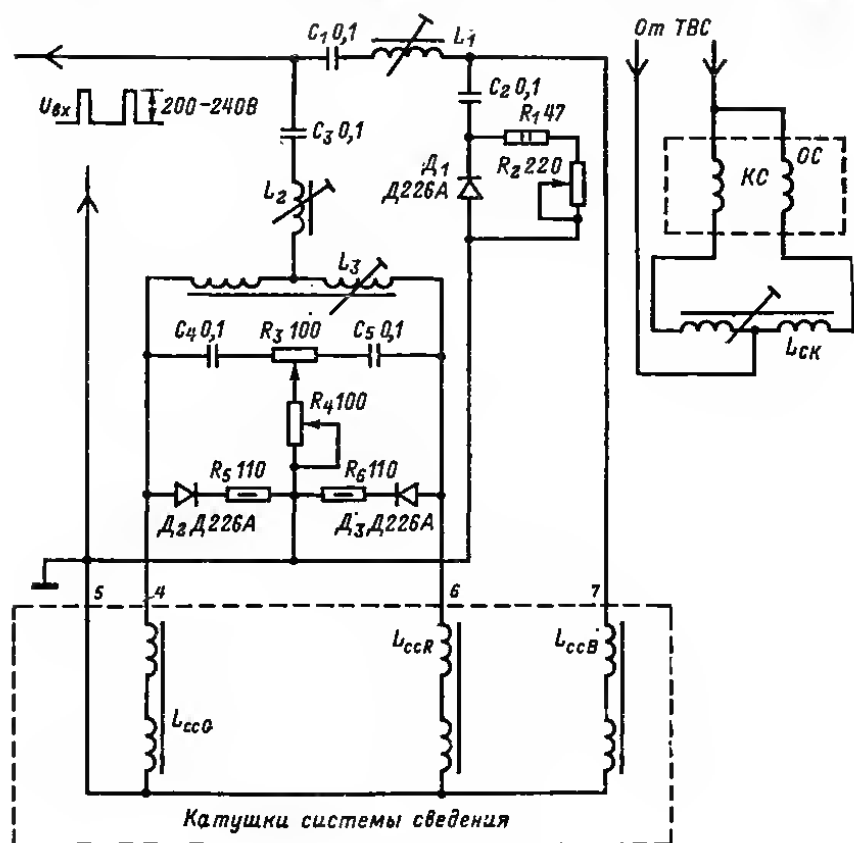 C₁ 0,1
L₁
От ТВС
Uвх
200-240В
C₂ 0,1
R₁ 47
C₃ 0,1
Д₁
Д226А
R₂ 220
КС
ОС
L₂
L₃
C₄ 0,1
R₃ 100
C₅ 0,1
Lск
R₄ 100
R₅ 110
R₆ 110
Д₂ Д226А
Д₃ Д226А
5
4
6
7
LссR
LссB
LссG
Катушки системы сведения